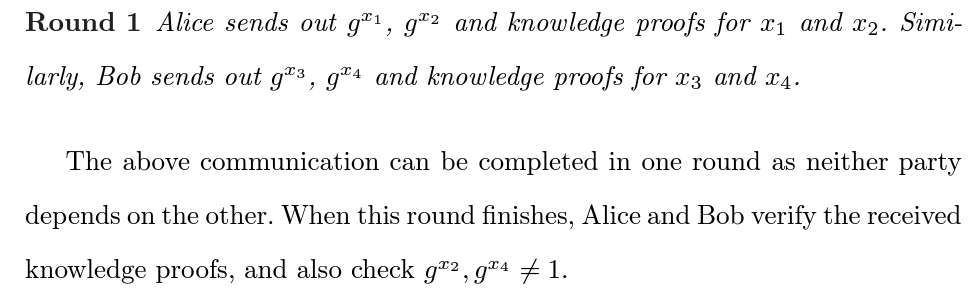 Round 1 Alice sends out g^{x_1}, g^{x_2} and knowledge proofs for x_1 and x_2. Simi-
larly, Bob sends out g^{x_3}, g^{x_4} and knowledge proofs for x_3 and x_4.
The above communication can be completed in one round as neither party
depends on the other. When this round finishes, Alice and Bob verify the received
knowledge proofs, and also check g^{x_2}, g^{x_4} ≠ 1.